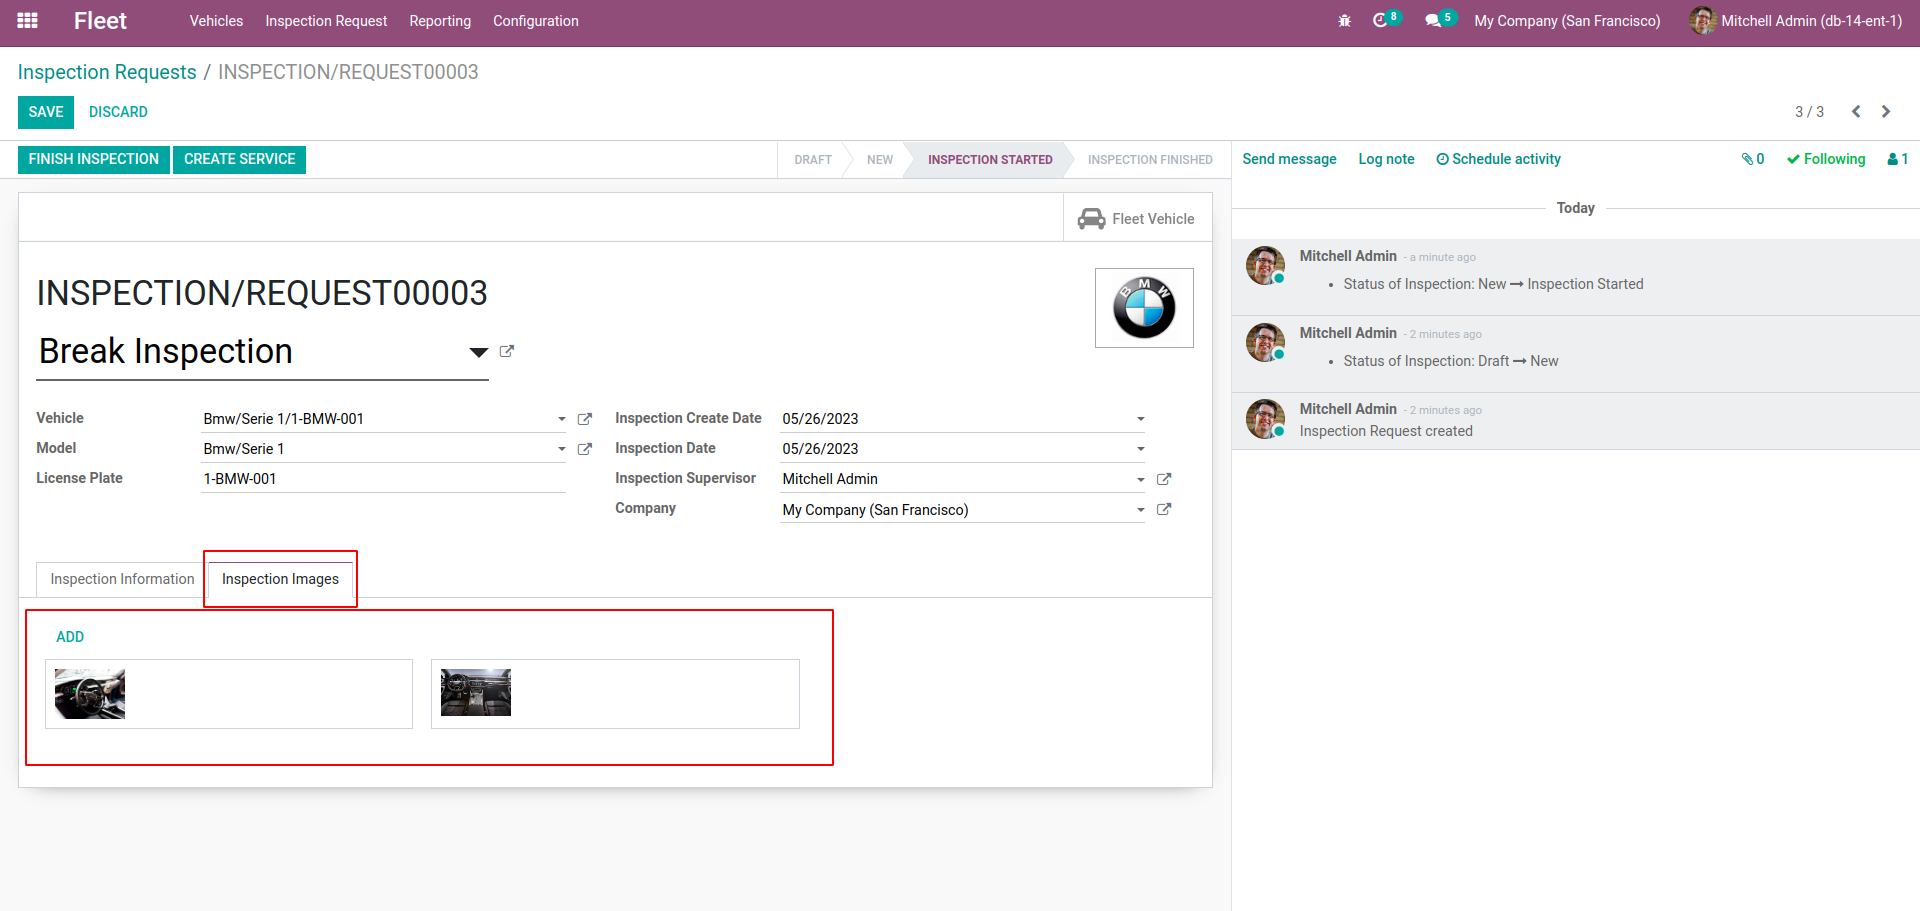 Fleet Vehicles Inspection Request Reporting Configuration 8 5 My Company (San Francisco) Mitchell Admin (db-14-ent-1)
Inspection Requests / INSPECTION/REQUEST00003
SAVE DISCARD 3 / 3
FINISH INSPECTION CREATE SERVICE DRAFT NEW INSPECTION STARTED INSPECTION FINISHED
Send message Log note Schedule activity 0 Following 1
Fleet Vehicle
INSPECTION/REQUEST00003
BMW
Break Inspection
Vehicle Bmw/Serie 1/1-BMW-001
Model Bmw/Serie 1
License Plate 1-BMW-001
Inspection Create Date 05/26/2023
Inspection Date 05/26/2023
Inspection Supervisor Mitchell Admin
Company My Company (San Francisco)
Inspection Information Inspection Images
ADD
Today
Mitchell Admin - a minute ago
Status of Inspection: New Inspection Started
Mitchell Admin - 2 minutes ago
Status of Inspection: Draft New
Mitchell Admin - 2 minutes ago
Inspection Request created